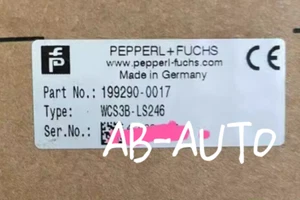 PEPPERL+FUCHS
www.pepperl-fuchs.com
Made in Germany
CE
Part No.: 199290-0017
Type: WCS3B-LS246
Ser.No.:
AB-AUTO